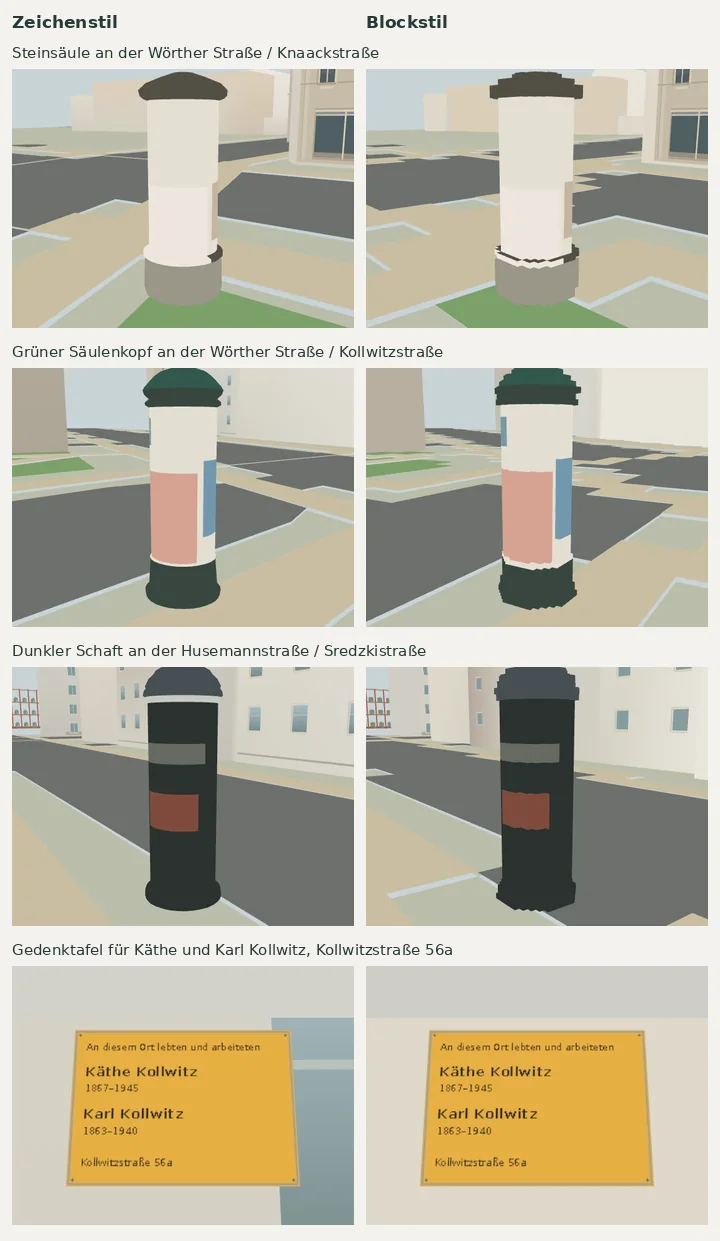 Zeichenstil
Blockstil
Steinsäule an der Wörther Straße / Knaackstraße
Grüner Säulenkopf an der Wörther Straße / Kollwitzstraße
Dunkler Schaft an der Husemannstraße / Sredzkistraße
Gedenktafel für Käthe und Karl Kollwitz, Kollwitzstraße 56a
An diesem Ort lebten und arbeiteten
Käthe Kollwitz
1867–1945
Karl Kollwitz
1863–1940
Kollwitzstraße 56a
An diesem Ort lebten und arbeiteten
Käthe Kollwitz
1867–1945
Karl Kollwitz
1863–1940
Kollwitzstraße 56a